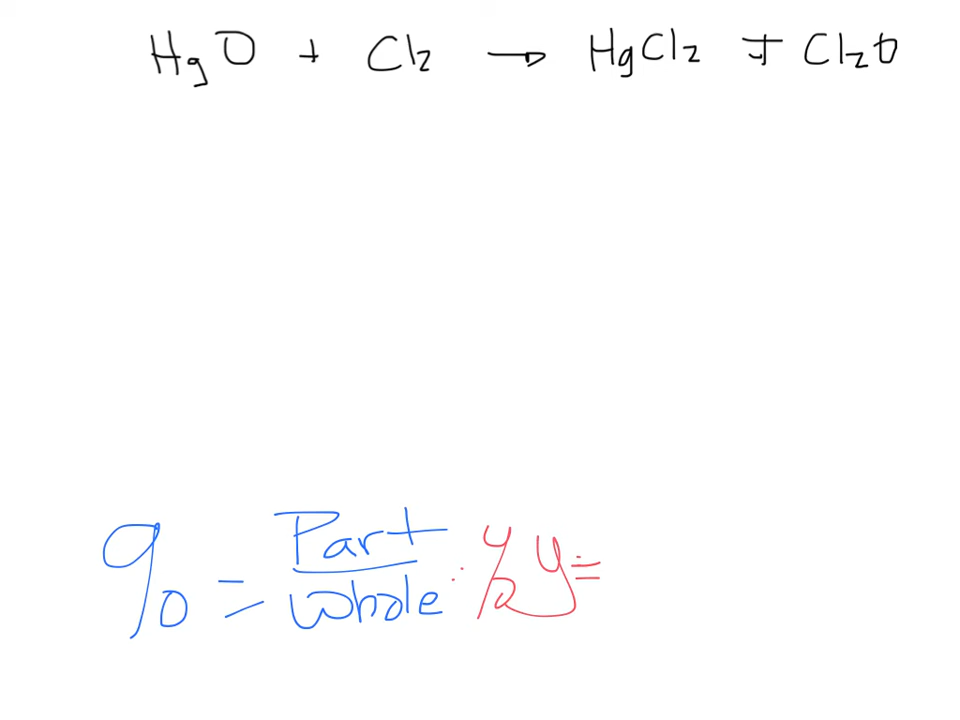 HgO + Cl₂ → HgCl₂ + Cl₂O
% = Part / whole ∴ % y =